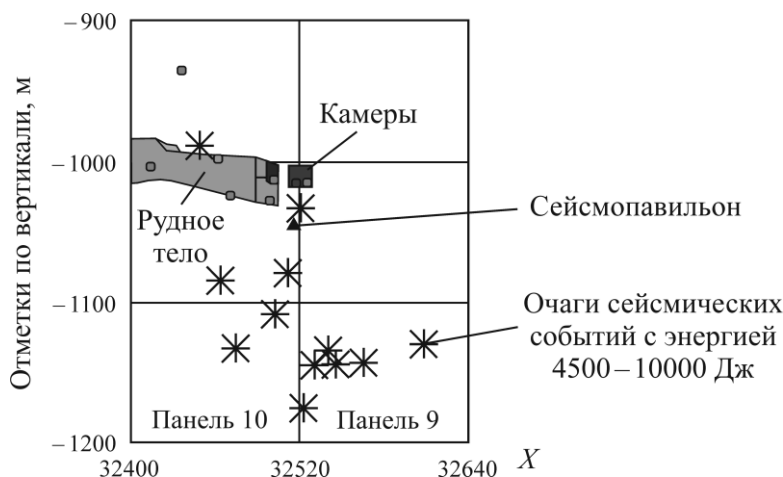 −900
Отметки по вертикали, м
Камеры
−1000
Сейсмопавильон
Рудное
тело
−1100
Очаги сейсмических
событий с энергией
4500−10000 Дж
Панель 10
Панель 9
−1200
32400
32520
32640
X